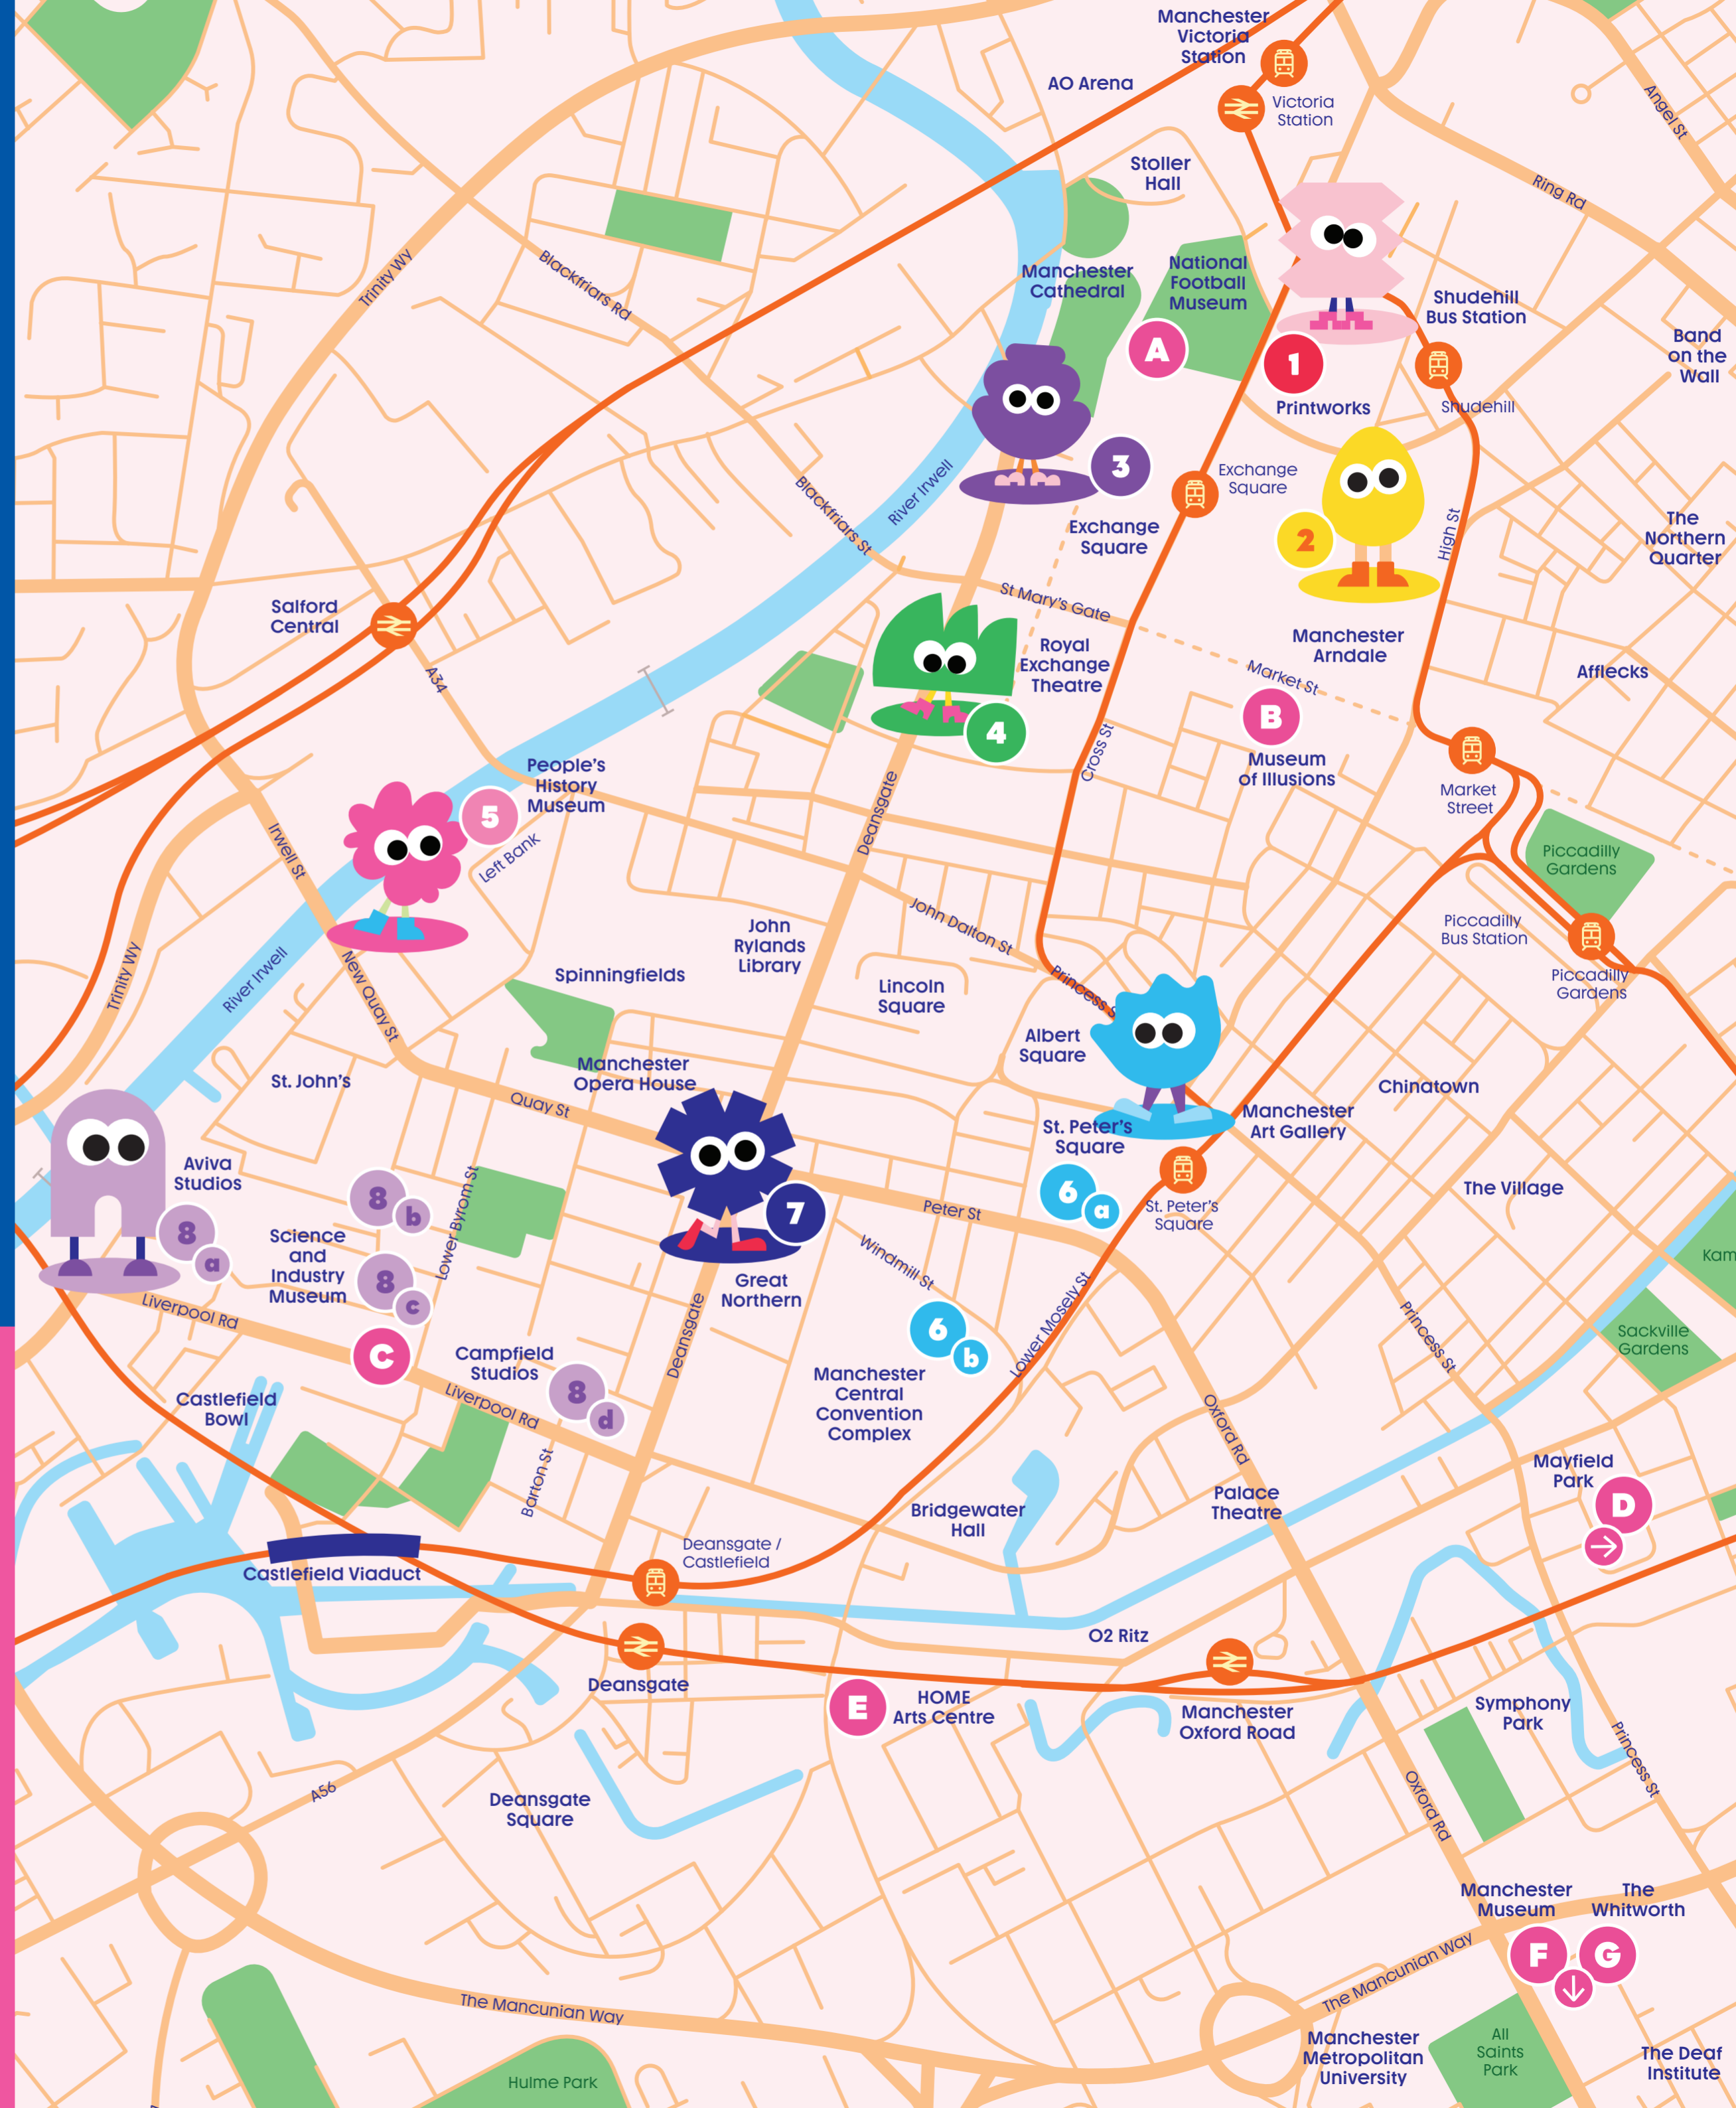 Manchester
Victoria
Station
AO Arena
Victoria
Station
Angel St
Stoller
Hall
Ring Rd
Trinity Wy
Blackfriars Rd
Manchester
Cathedral
National
Football
Museum
Shudehill
Bus Station
Band
on the
Wall
A
1
Printworks
Shudehill
3
River Irwell
Blackfriars St
Exchange
Square
Exchange
Square
2
High St
The
Northern
Quarter
St Mary's Gate
Salford
Central
A34
Royal
Exchange
Theatre
Manchester
Arndale
Market St
Afflecks
4
B
Museum
of Illusions
Cross St
Market
Street
People's
History
Museum
5
Left Bank
Deansgate
Irwell St
Piccadilly
Gardens
John Dalton St
Piccadilly
Bus Station
Piccadilly
Gardens
John
Rylands
Library
Trinity Wy
River Irwell
New Quay St
Spinningfields
Lincoln
Square
Princess S
Albert
Square
St. John's
Manchester
Opera House
Quay St
Chinatown
Manchester
Art Gallery
St. Peter's
Square
Aviva
Studios
8
a
8
b
Lower Byrom St
7
Peter St
6
a
St. Peter's
Square
The Village
Science
and
Industry
Museum
8
c
Windmill St
Kam
Great
Northern
Liverpool Rd
6
b
Lower Mosely St
Deansgate
Princess St
Sackville
Gardens
C
Campfield
Studios
8
d
Manchester
Central
Convention
Complex
Castlefield
Bowl
Liverpool Rd
Barton St
Oxford Rd
Mayfield
Park
D
Palace
Theatre
Bridgewater
Hall
Deansgate /
Castlefield
Castlefield Viaduct
O2 Ritz
Deansgate
E
HOME
Arts Centre
Manchester
Oxford Road
Symphony
Park
Princess St
A56
Deansgate
Square
Oxford Rd
Manchester
Museum
The
Whitworth
F
G
The Mancunian Way
The Mancunian Way
Manchester
Metropolitan
University
All
Saints
Park
The Deaf
Institute
Hulme Park